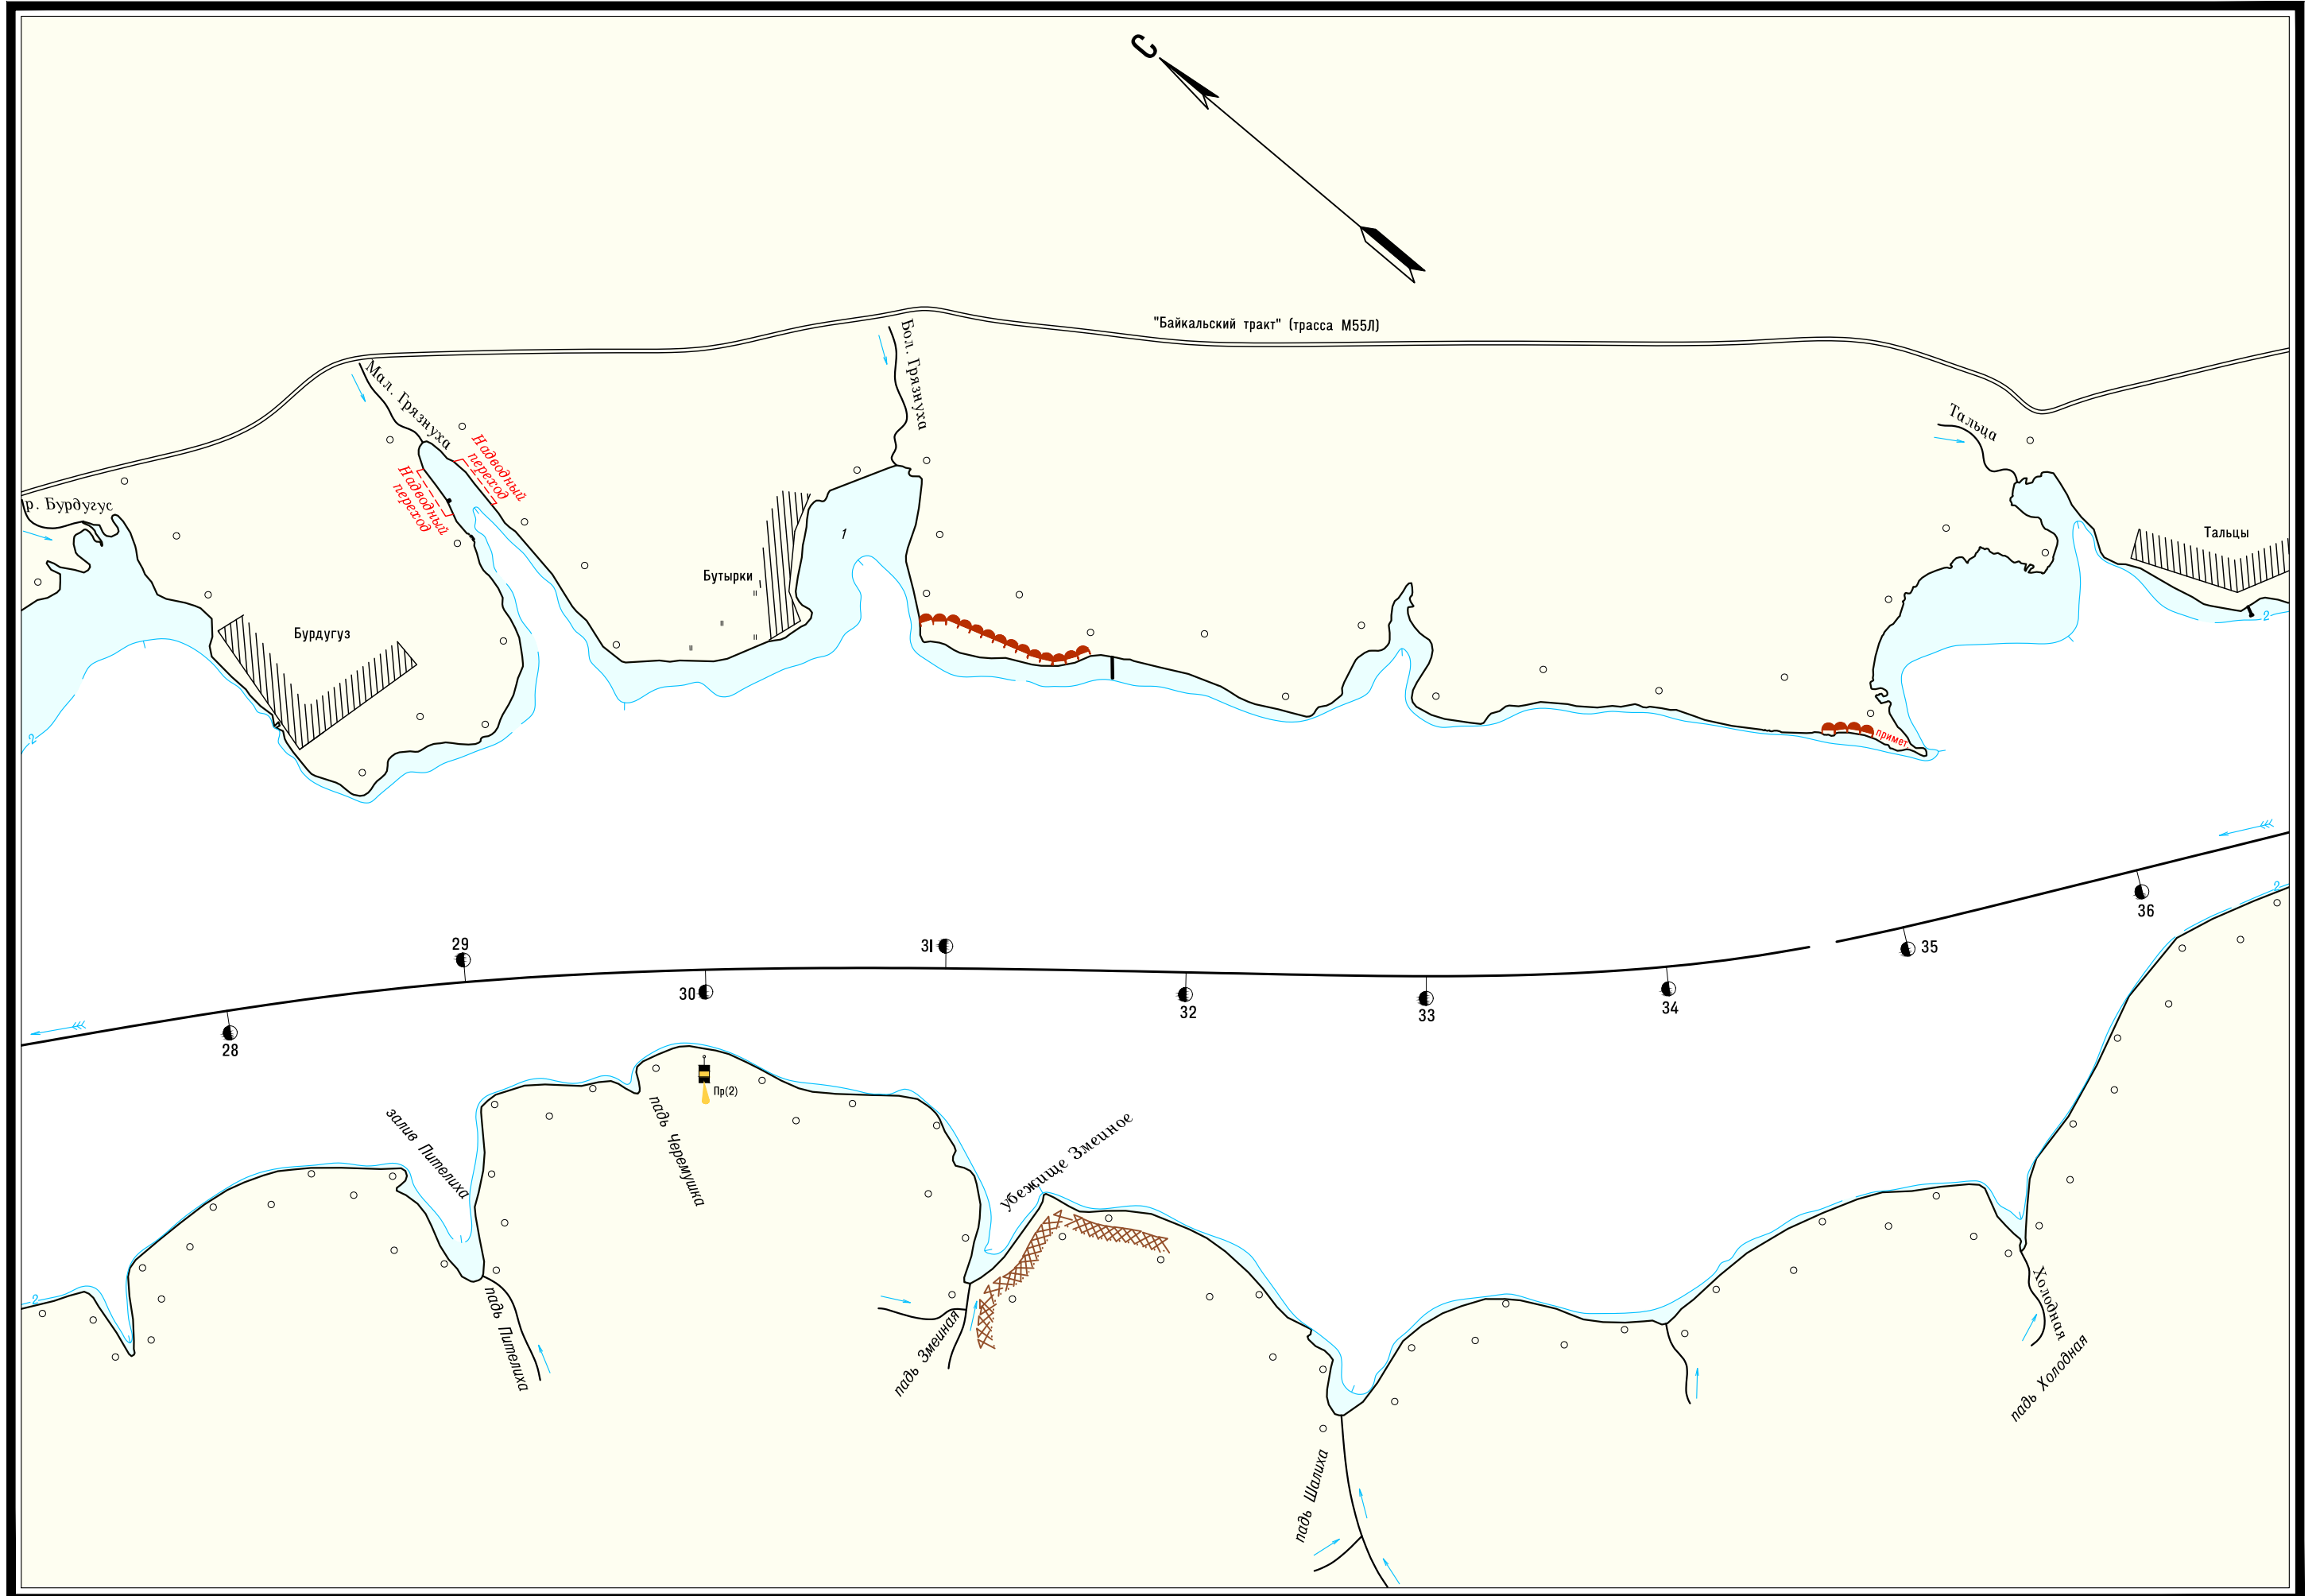 С
"Байкальский тракт" (трасса М55Л)
Бол. Грязнуха
Мал. Грязнуха
Надводный
переход
Надводный
переход
Тальца
р. Бурдугус
1
Тальцы
Бутырки
Бурдугуз
2
2
примет
2
36
35
29
31
30
32
33
34
28
Пр(2)
залив Пителиха
падь Черемушка
убежище Змеиное
2
падь Пителиха
падь Змеиная
Холодная
падь Холодная
падь Шалиха